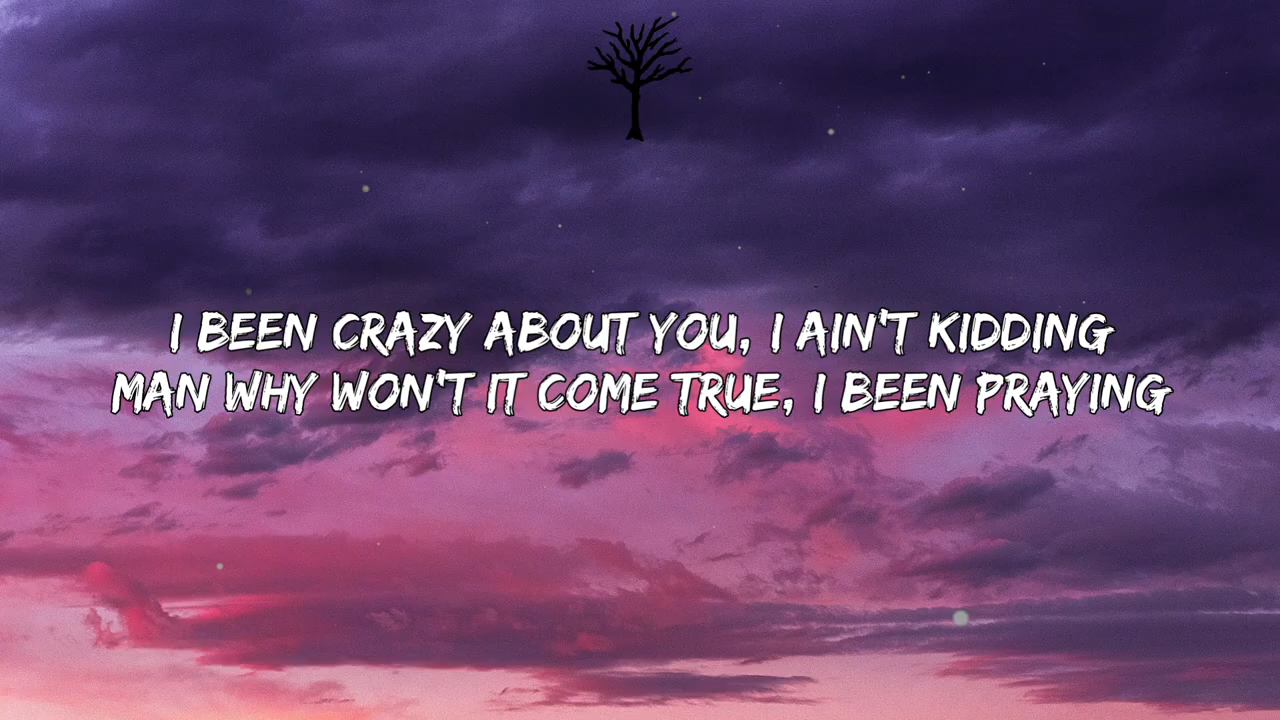 I BEEN CRAZY ABOUT YOU, I AIN'T KIDDING
MAN WHY WON'T IT COME TRUE, I BEEN PRAYING